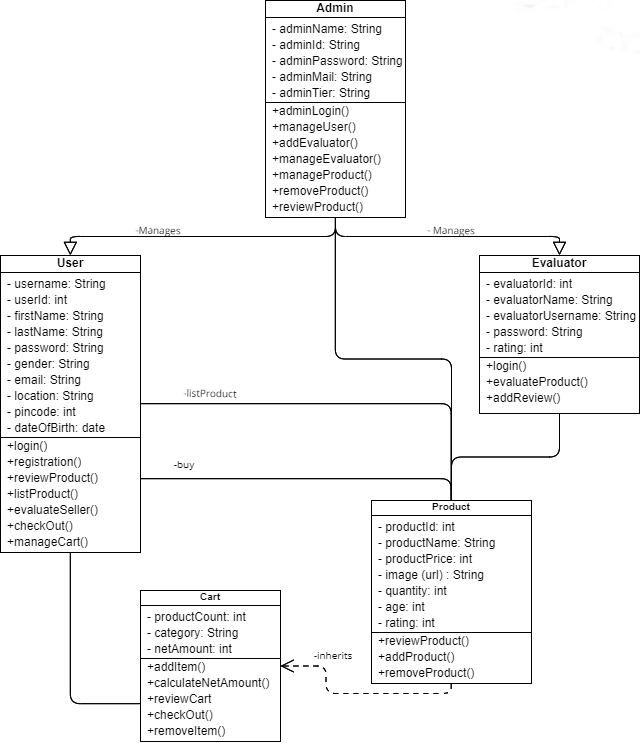 Admin
- adminName: String
- adminId: String
- adminPassword: String
- adminMail: String
- adminTier: String
+adminLogin()
+manageUser()
+addEvaluator()
+manageEvaluator()
+manageProduct()
+removeProduct()
+reviewProduct()
-Manages
- Manages
User
- username: String
- userId: int
- firstName: String
- lastName: String
- password: String
- gender: String
- email: String
- location: String
- pincode: int
- dateOfBirth: date
+login()
+registration()
+reviewProduct()
+listProduct()
+evaluateSeller()
+checkOut()
+manageCart()
Evaluator
- evaluatorId: int
- evaluatorName: String
- evaluatorUsername: String
- password: String
- rating: int
+login()
+evaluateProduct()
+addReview()
-listProduct
-buy
Product
- productId: int
- productName: String
- productPrice: int
- image (url) : String
- quantity: int
- age: int
- rating: int
+reviewProduct()
+addProduct()
+removeProduct()
Cart
- productCount: int
- category: String
- netAmount: int
+addItem()
+calculateNetAmount()
+reviewCart
+checkOut()
+removeItem()
-inherits